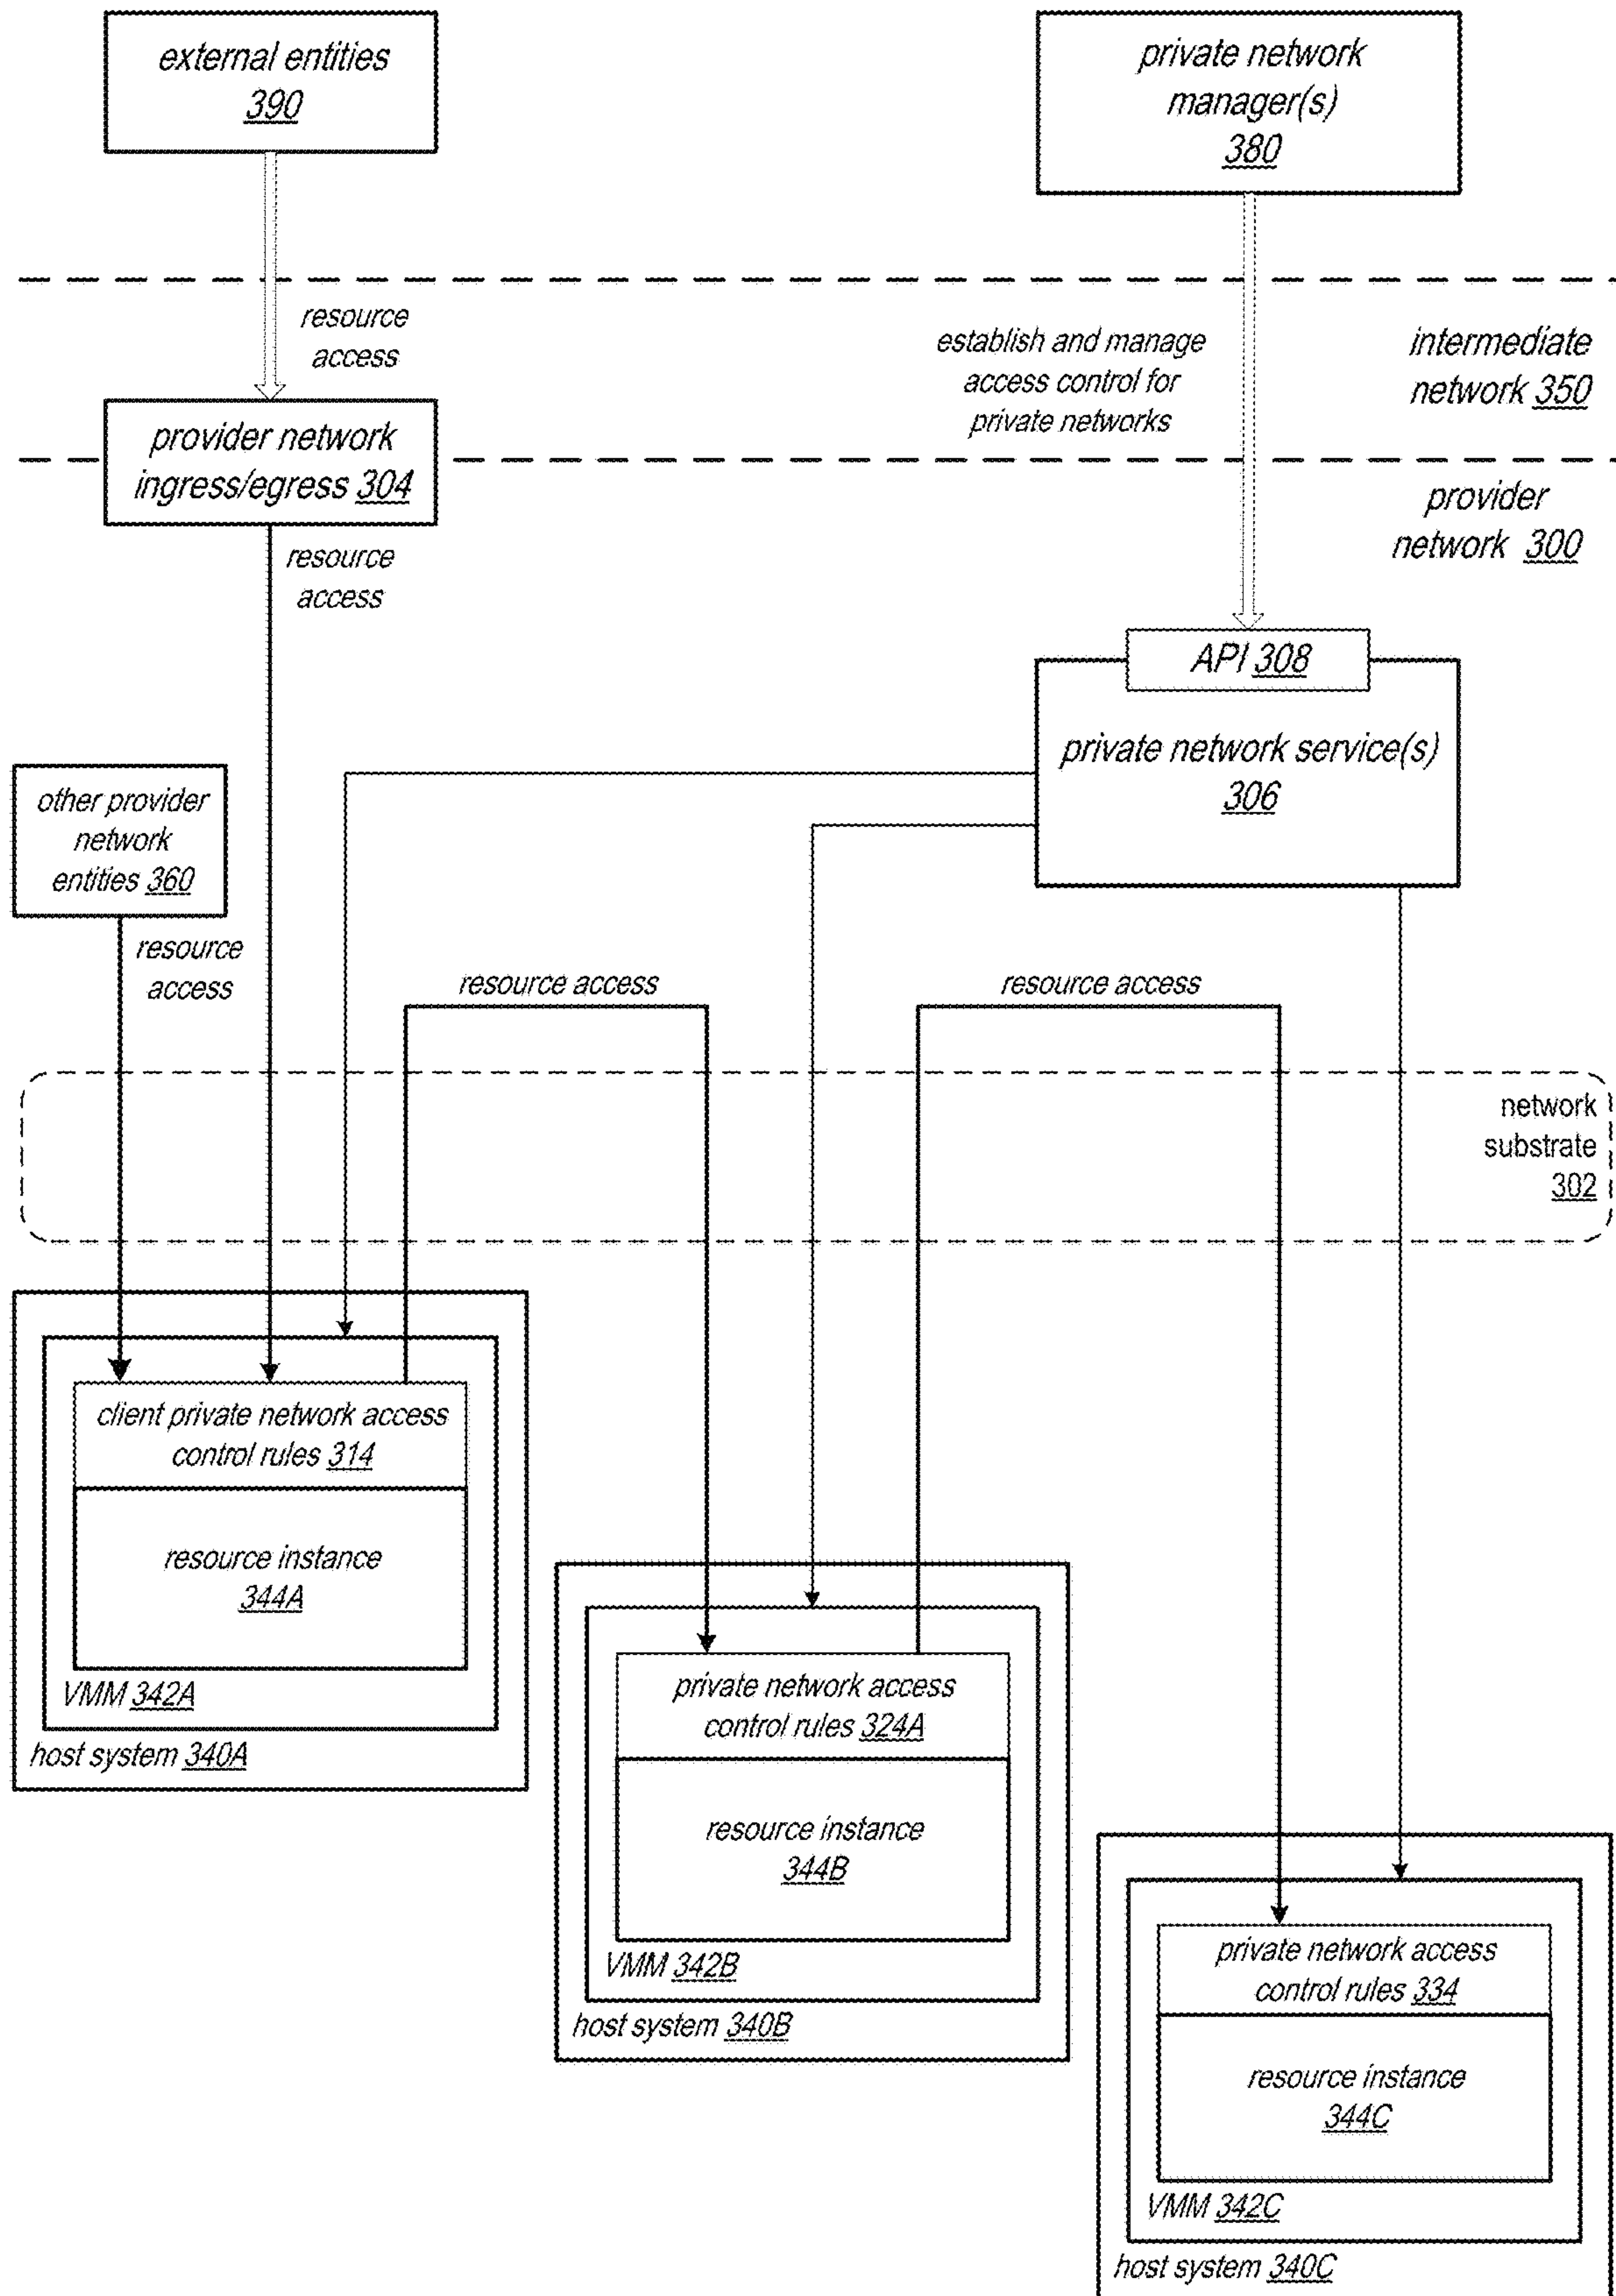 external entities
390
private network
manager(s)
380
resource
access
establish and manage
access control for
private networks
intermediate
network 350
provider network
ingress/egress 304
provider
network 300
resource
access
API 308
private network service(s)
306
other provider
network
entities 360
resource
access
resource access
resource access
network
substrate
302
client private network access
control rules 314
resource instance
344A
VMM 342A
host system 340A
private network access
control rules 324A
resource instance
344B
VMM 342B
host system 340B
private network access
control rules 334
resource instance
344C
VMM 342C
host system 340C